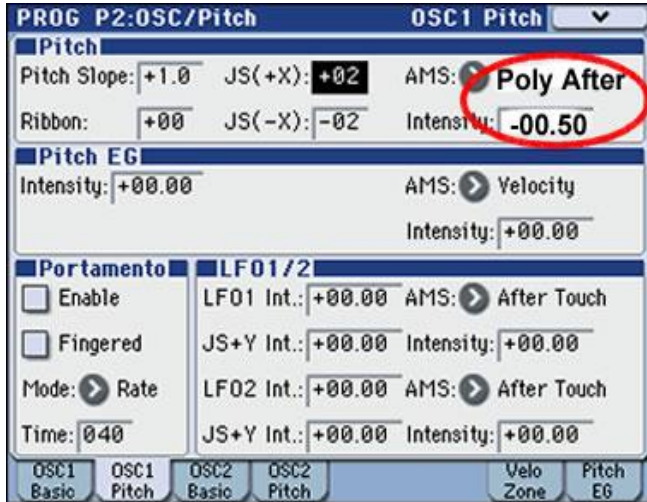 PROG P2:OSC/Pitch OSC1 Pitch
Pitch
Pitch Slope: +1.0 JS(+X): +02 AMS: Poly After
Ribbon: +00 JS(-X): -02 Intensity: -00.50
Pitch EG
Intensity: +00.00 AMS: Velocity
Intensity: +00.00
Portamento LFO1/2
Enable LFO1 Int.: +00.00 AMS: After Touch
Fingered JS+Y Int.: +00.00 Intensity: +00.00
Mode: Rate LFO2 Int.: +00.00 AMS: After Touch
Time: 040 JS+Y Int.: +00.00 Intensity: +00.00
OSC1 Basic OSC1 Pitch OSC2 Basic OSC2 Pitch Velo Zone Pitch EG